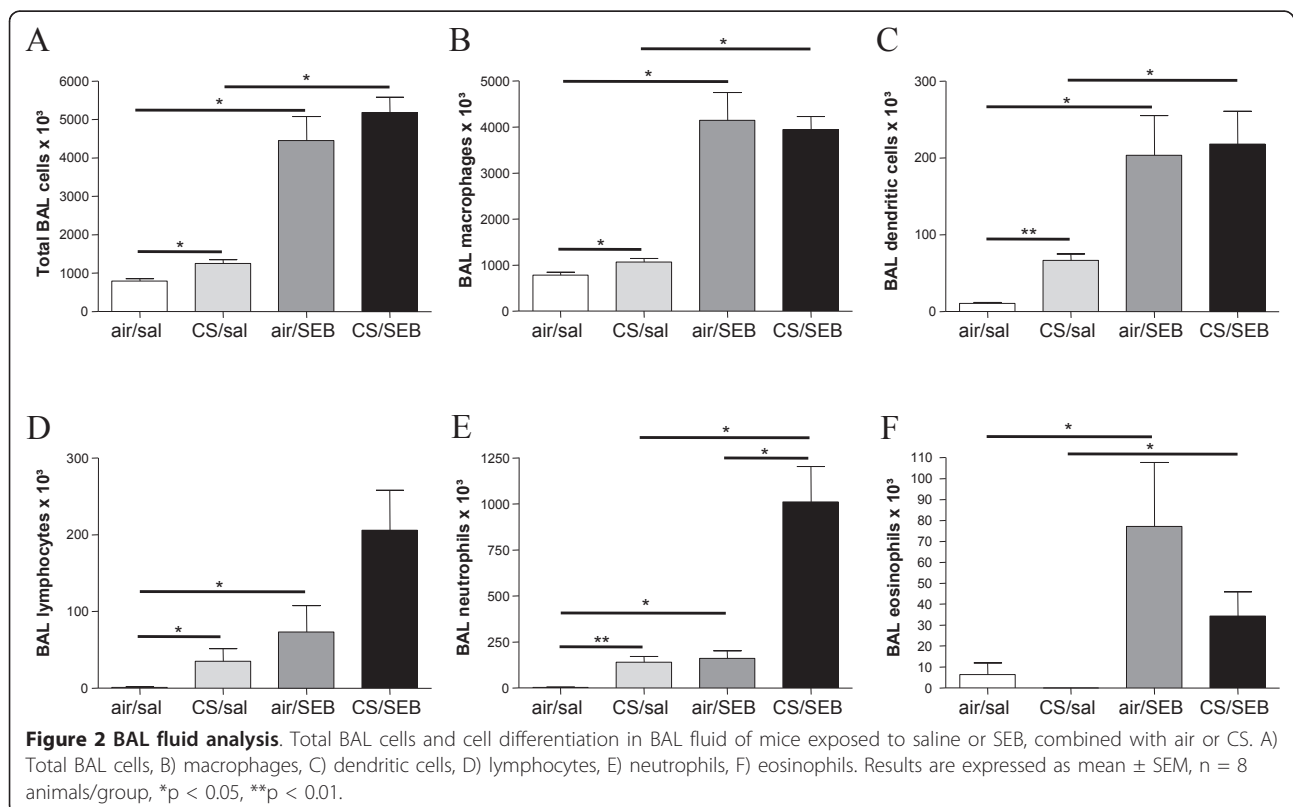 A
Total BAL cells x 10³
6000
5000
4000
3000
2000
1000
0
*
*
*
air/sal CS/sal air/SEB CS/SEB
B
BAL macrophages x 10³
5000
4000
3000
2000
1000
0
*
*
*
air/sal CS/sal air/SEB CS/SEB
C
BAL dendritic cells x 10³
300
200
100
0
*
*
**
air/sal CS/sal air/SEB CS/SEB
D
BAL lymphocytes x 10³
300
200
100
0
*
*
air/sal CS/sal air/SEB CS/SEB
E
BAL neutrophils x 10³
1250
1000
750
500
250
0
*
*
*
**
air/sal CS/sal air/SEB CS/SEB
F
BAL eosinophils x 10³
110
100
90
80
70
60
50
40
30
20
10
0
*
*
air/sal CS/sal air/SEB CS/SEB
Figure 2 BAL fluid analysis. Total BAL cells and cell differentiation in BAL fluid of mice exposed to saline or SEB, combined with air or CS. A)
Total BAL cells, B) macrophages, C) dendritic cells, D) lymphocytes, E) neutrophils, F) eosinophils. Results are expressed as mean ± SEM, n = 8
animals/group, *p < 0.05, **p < 0.01.